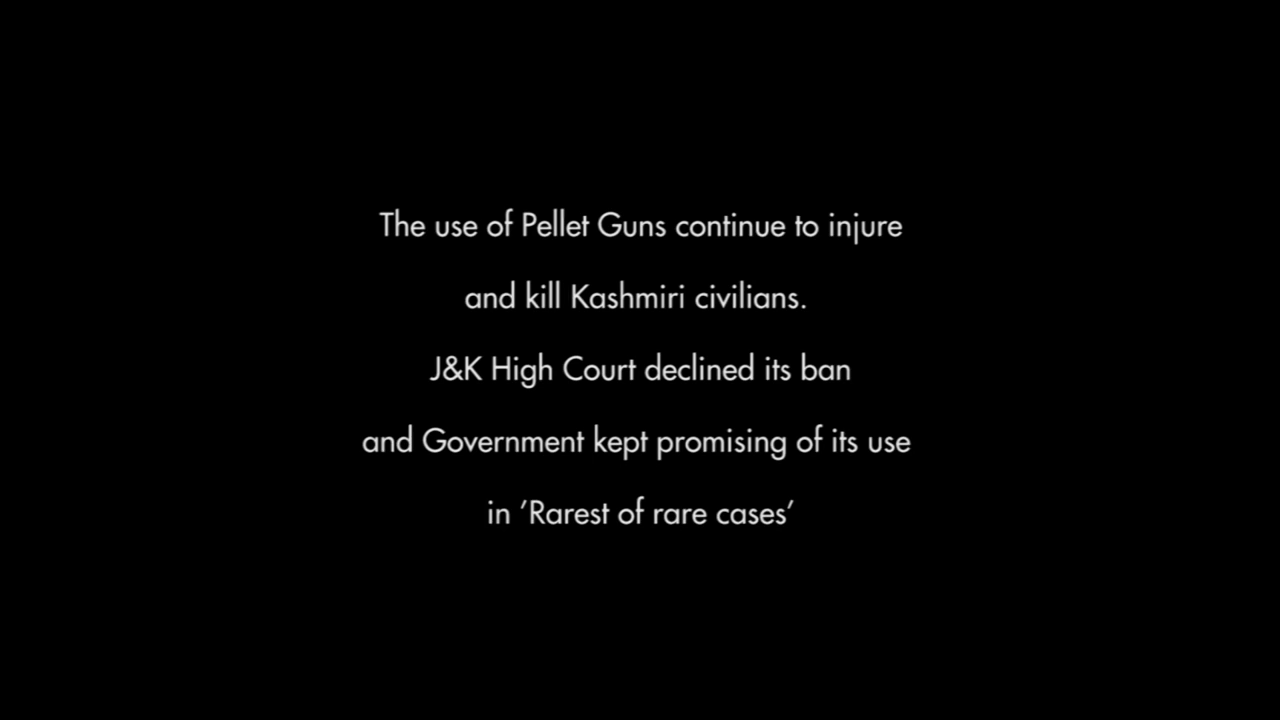 The use of Pellet Guns continue to injure
and kill Kashmiri civilians.
J&K High Court declined its ban
and Government kept promising of its use
in 'Rarest of rare cases'